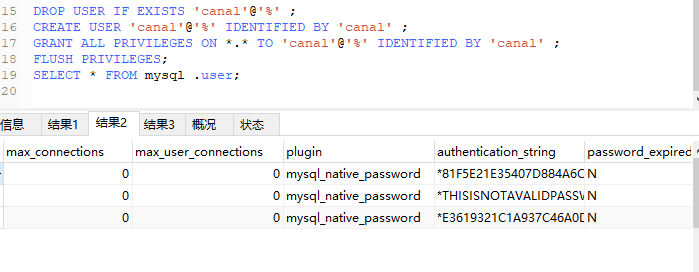 15 DROP USER IF EXISTS 'canal'@'%' ;
16 CREATE USER 'canal'@'%' IDENTIFIED BY 'canal' ;
17 GRANT ALL PRIVILEGES ON *.* TO 'canal'@'%' IDENTIFIED BY 'canal' ;
18 FLUSH PRIVILEGES;
19 SELECT * FROM mysql .user;
20
信息 结果1 结果2 结果3 概况 状态
max_connections max_user_connections plugin authentication_string password_expired
0 0 mysql_native_password *81F5E21E35407D884A6C N
0 0 mysql_native_password *THISISNOTAVALIDPASSW N
0 0 mysql_native_password *E3619321C1A937C46A0D N